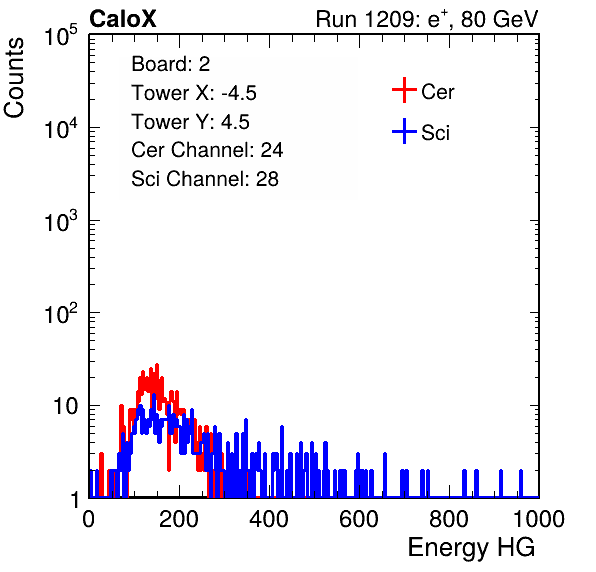 CaloX Run 1209: e⁺, 80 GeV
Counts
10⁵
10⁴
10³
10²
10
1
Board: 2
Tower X: -4.5
Tower Y: 4.5
Cer Channel: 24
Sci Channel: 28
Cer
Sci
0 200 400 600 800 1000
Energy HG